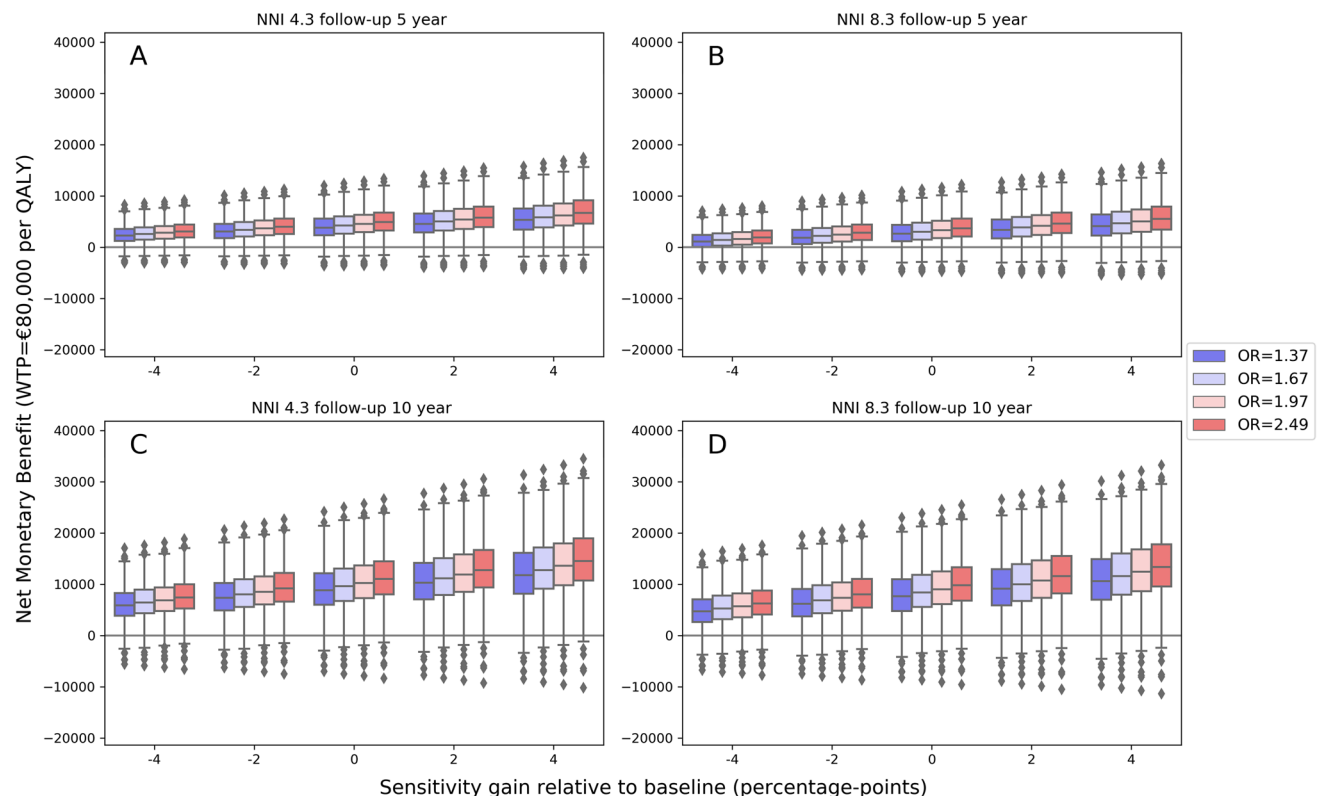 NNI 4.3 follow-up 5 year
NNI 8.3 follow-up 5 year
A
B
40000
30000
20000
10000
0
−10000
−20000
40000
30000
20000
10000
0
−10000
−20000
-4 -2 0 2 4
-4 -2 0 2 4
Net Monetary Benefit (WTP=€80,000 per QALY)
OR=1.37
OR=1.67
OR=1.97
OR=2.49
NNI 4.3 follow-up 10 year
NNI 8.3 follow-up 10 year
C
D
40000
30000
20000
10000
0
−10000
−20000
40000
30000
20000
10000
0
−10000
−20000
-4 -2 0 2 4
-4 -2 0 2 4
Sensitivity gain relative to baseline (percentage-points)